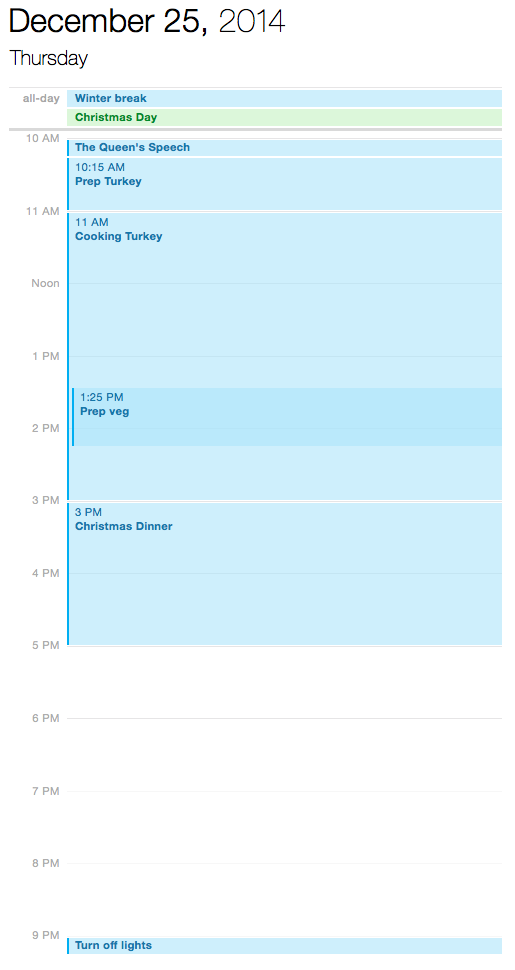 December 25, 2014
Thursday
all-day
Winter break
Christmas Day
10 AM
The Queen's Speech
10:15 AM
Prep Turkey
11 AM
11 AM
Cooking Turkey
Noon
1 PM
1:25 PM
Prep veg
2 PM
3 PM
3 PM
Christmas Dinner
4 PM
5 PM
6 PM
7 PM
8 PM
9 PM
Turn off lights